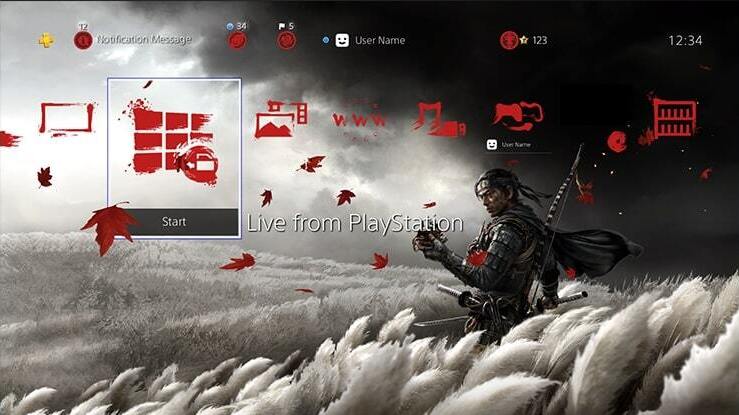 12
Notification Message
34
5
User Name
123
12:34
WWW
User Name
Start
Live from PlayStation